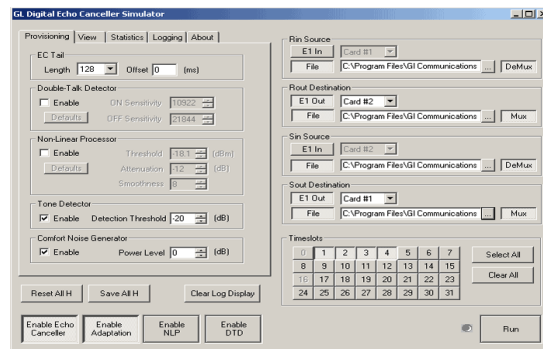 GL Digital Echo Canceller Simulator
Provisioning View Statistics Logging About
EC Tail
Length 128 Offset 0 (ms)
Double-Talk Detector
Enable ON Sensitivity 10922
Defaults OFF Sensitivity 21844
Non-Linear Processor
Enable Threshold -18.1 (dBm)
Defaults Attenuation -12 (dB)
Smoothness 8
Tone Detector
Enable Detection Threshold -20 (dB)
Comfort Noise Generator
Enable Power Level 0 (dB)
Reset All H Save All H Clear Log Display
Enable Echo Canceller Enable Adaptation Enable NLP Enable DTD
Rin Source
E1 In Card #1
File C:\Program Files\Gl Communications ... DeMux
Rout Destination
E1 Out Card #2
File C:\Program Files\Gl Communications ... Mux
Sin Source
E1 In Card #2
File C:\Program Files\Gl Communications ... DeMux
Sout Destination
E1 Out Card #1
File C:\Program Files\Gl Communications ... Mux
Timeslots
0 1 2 3 4 5 6 7 Select All
8 9 10 11 12 13 14 15
16 17 18 19 20 21 22 23 Clear All
24 25 26 27 28 29 30 31
Run